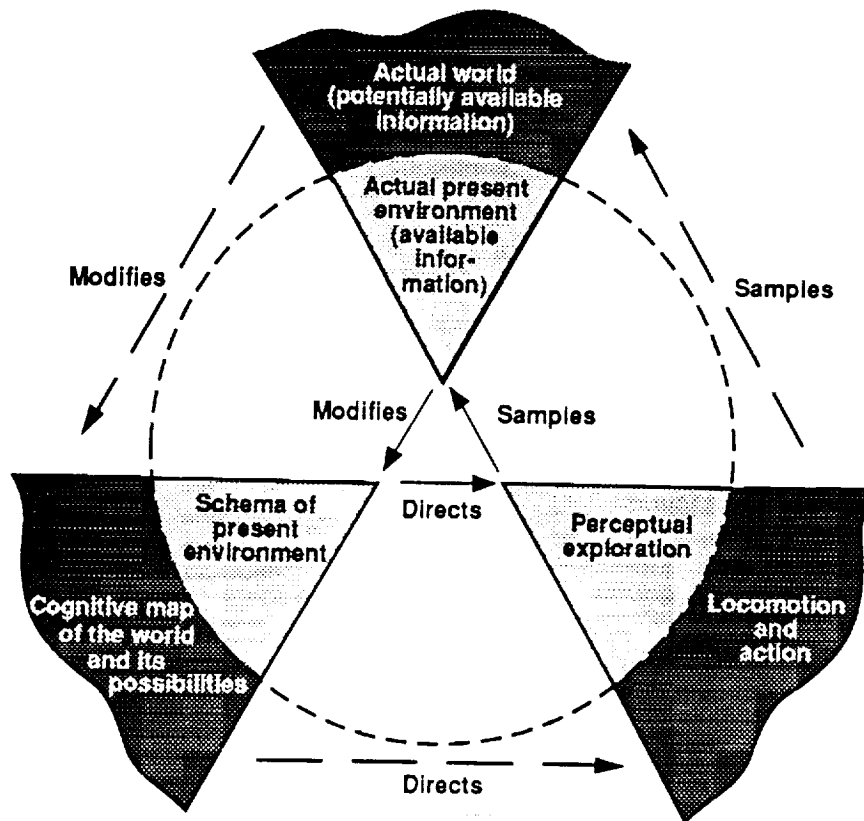 Actual world
(potentially available
information)
Actual present
environment
(available
infor-
mation)
Modifies
Samples
Modifies
Samples
Directs
Schema of
present
environment
Perceptual
exploration
Cognitive map
of the world
and its
possibilities
Locomotion
and
action
Directs